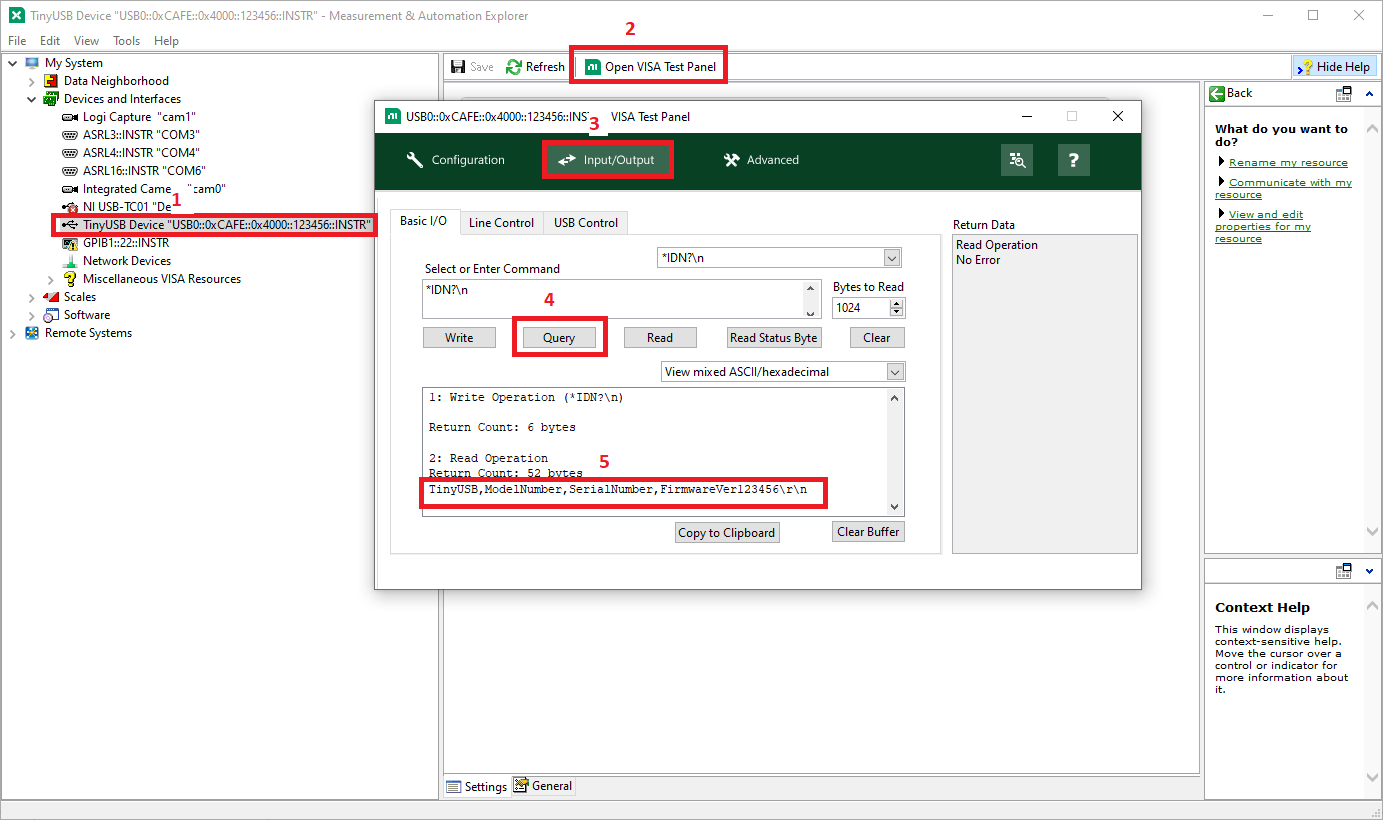 TinyUSB Device "USB0::0xCAFE::0x4000::123456::INSTR" - Measurement & Automation Explorer
File Edit View Tools Help
2
My System
Data Neighborhood
Devices and Interfaces
Logi Capture "cam1"
ASRL3::INSTR "COM3"
ASRL4::INSTR "COM4"
ASRL16::INSTR "COM6"
Integrated Came "cam0"
1
NI USB-TC01 "De
TinyUSB Device "USB0::0xCAFE::0x4000::123456::INSTR"
GPIB1::22::INSTR
Network Devices
Miscellaneous VISA Resources
Scales
Software
Remote Systems
Save Refresh Open VISA Test Panel Hide Help
USB0::0xCAFE::0x4000::123456::INS VISA Test Panel
3
Configuration Input/Output Advanced
Basic I/O Line Control USB Control
*IDN?\n
Select or Enter Command
*IDN?\n
Bytes to Read
1024
4
Write Query Read Read Status Byte Clear
View mixed ASCII/hexadecimal
1: Write Operation (*IDN?\n)
Return Count: 6 bytes
2: Read Operation
5
Return Count: 52 bytes
TinyUSB,ModelNumber,SerialNumber,FirmwareVer123456\r\n
Copy to Clipboard Clear Buffer
Return Data
Read Operation
No Error
Back
What do you want to
do?
Rename my resource
Communicate with my
resource
View and edit
properties for my
resource
Context Help
This window displays
context-sensitive help.
Move the cursor over a
control or indicator for
more information about
it.
Settings General